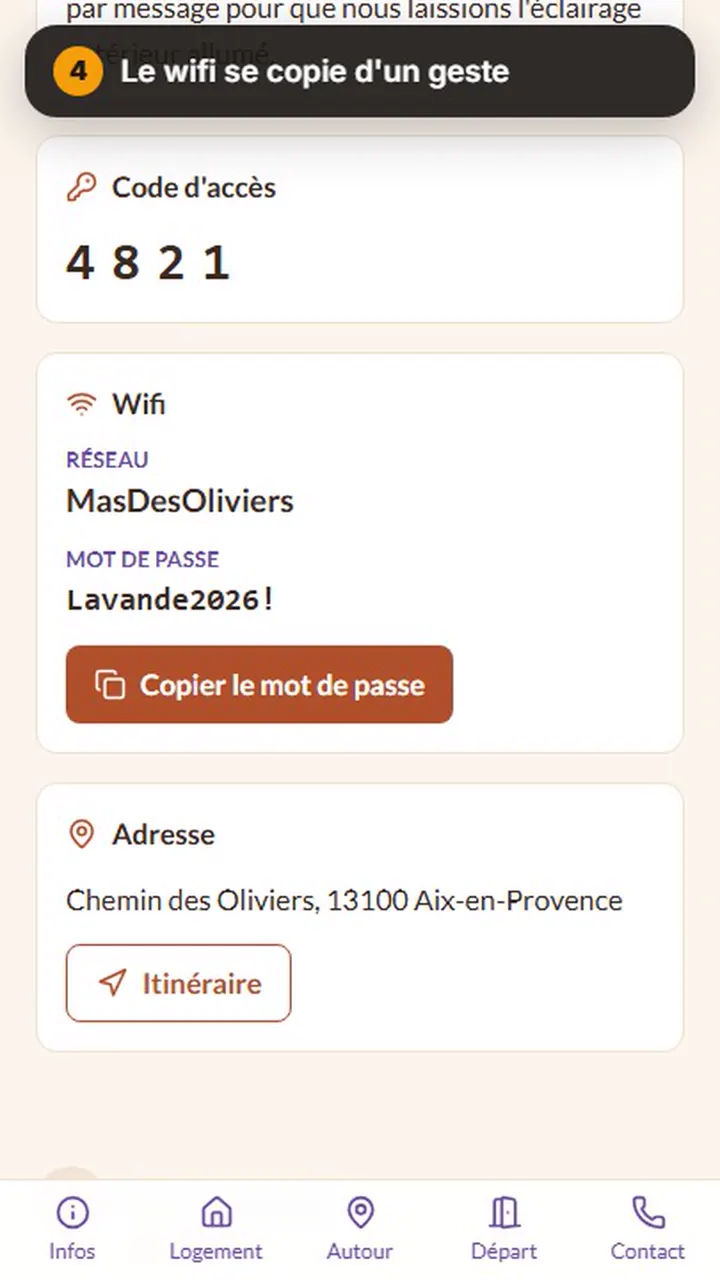 par message pour que nous laissions l'éclairage
extérieur allumé.
4 Le wifi se copie d'un geste
Code d'accès
4 8 2 1
Wifi
RÉSEAU
MasDesOliviers
MOT DE PASSE
Lavande2026!
Copier le mot de passe
Adresse
Chemin des Oliviers, 13100 Aix-en-Provence
Itinéraire
Infos Logement Autour Départ Contact